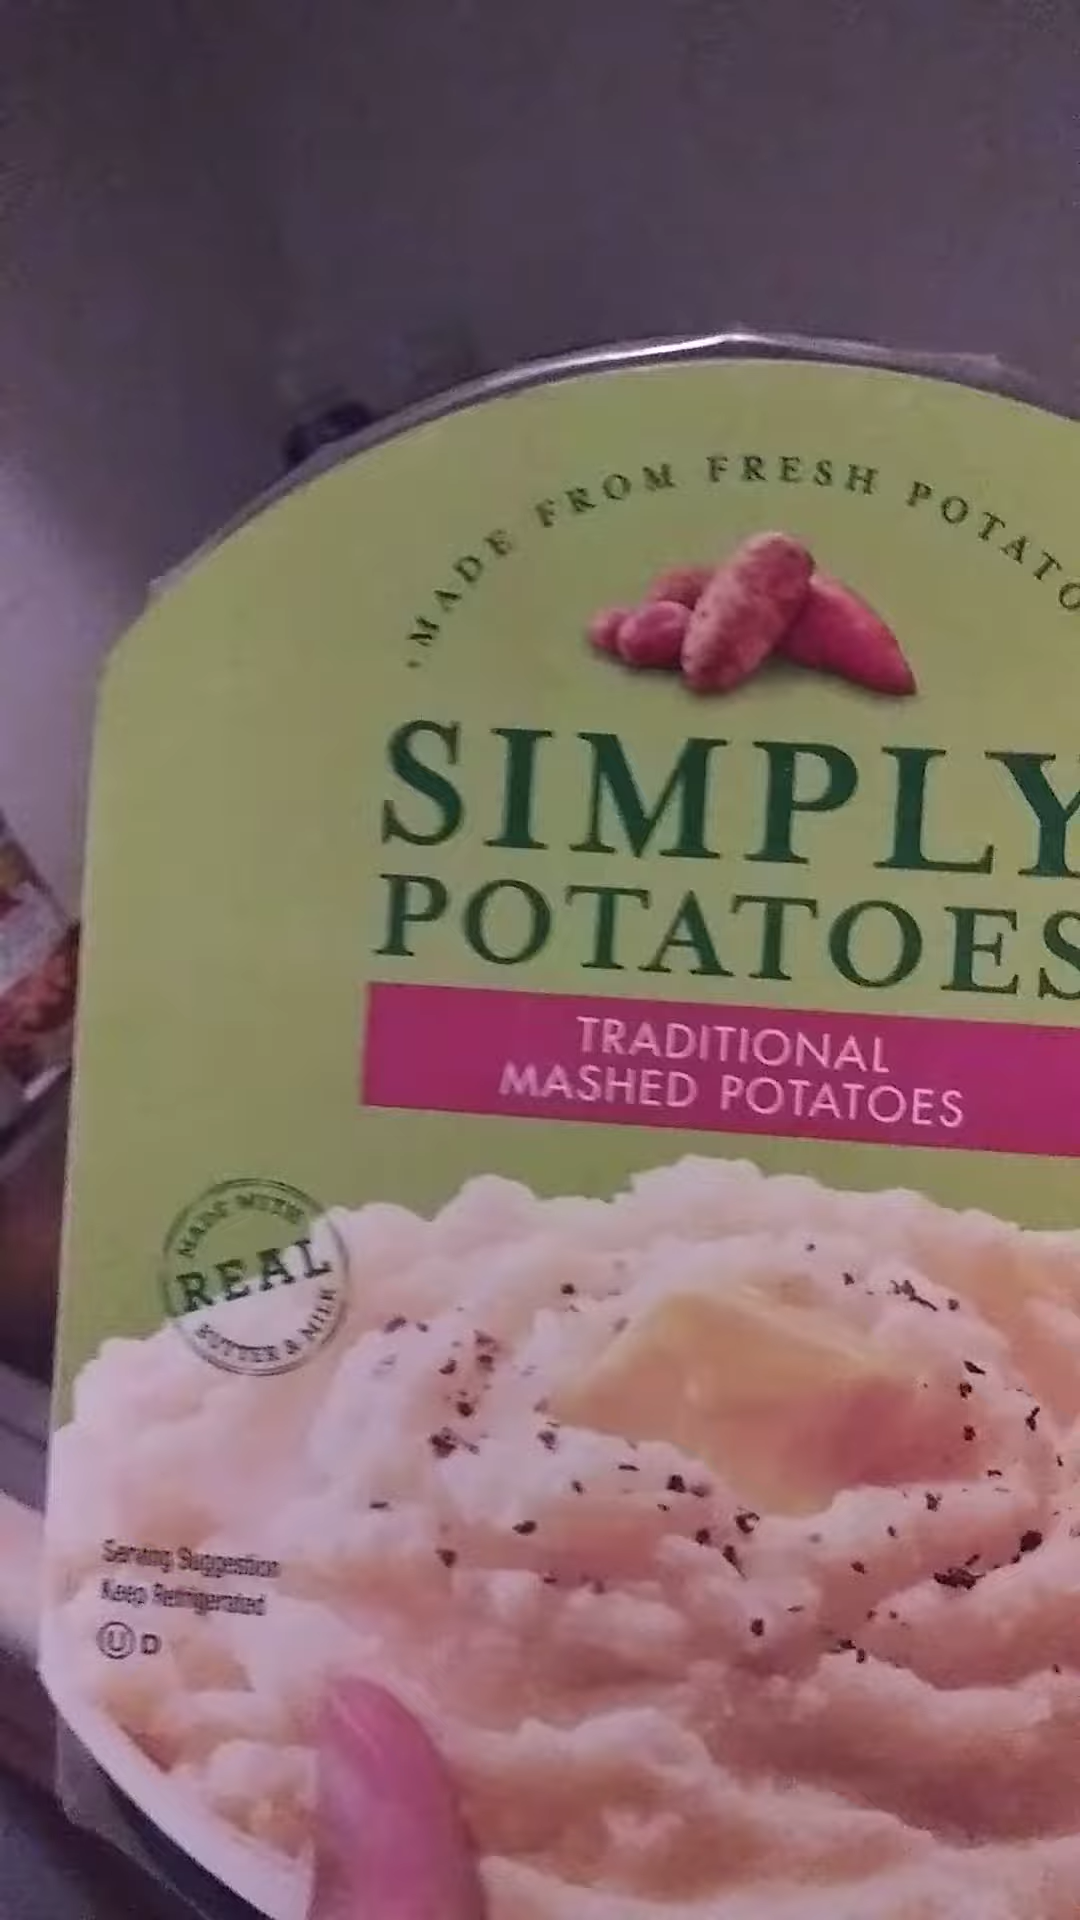 MADE FROM FRESH POTATO
SIMPLY
POTATOES
TRADITIONAL
MASHED POTATOES
MADE WITH
REAL
BUTTER & MILK
Serving Suggestion
Keep Refrigerated
U D